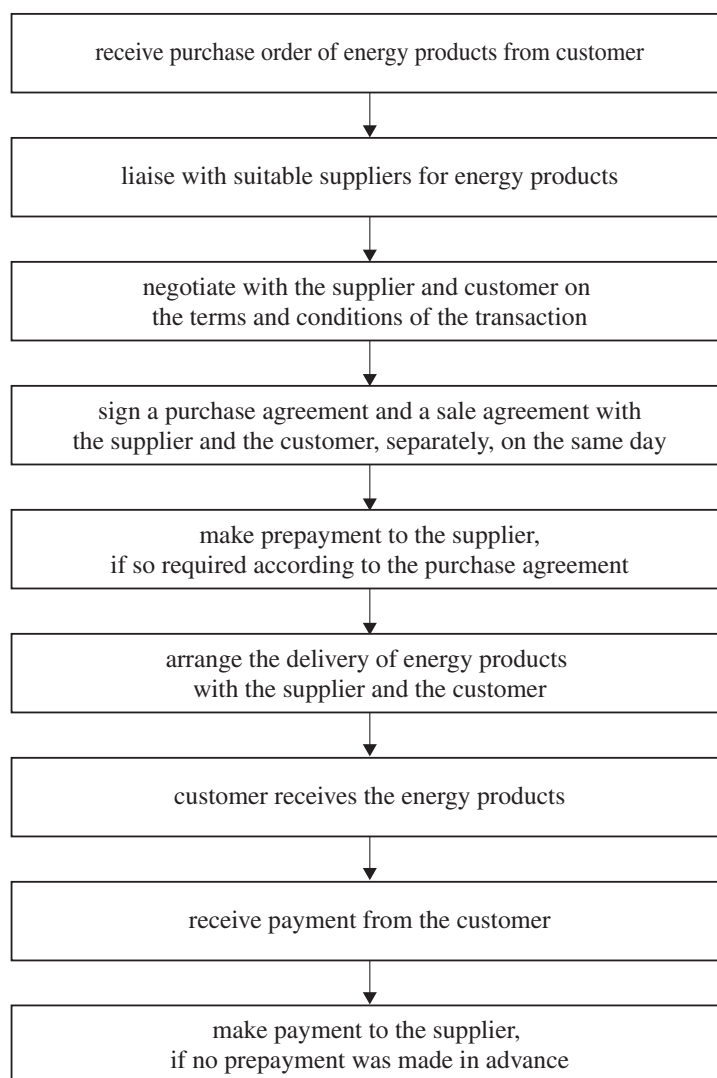 receive purchase order of energy products from customer
liaise with suitable suppliers for energy products
negotiate with the supplier and customer on
the terms and conditions of the transaction
sign a purchase agreement and a sale agreement with
the supplier and the customer, separately, on the same day
make prepayment to the supplier,
if so required according to the purchase agreement
arrange the delivery of energy products
with the supplier and the customer
customer receives the energy products
receive payment from the customer
make payment to the supplier,
if no prepayment was made in advance